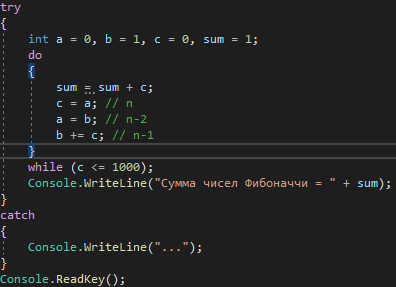 try
{
int a = 0, b = 1, c = 0, sum = 1;
do
{
sum = sum + c;
c = a; // n
a = b; // n-2
b += c; // n-1
}
while (c <= 1000);
Console.WriteLine("Сумма чисел Фибоначчи = " + sum);
}
catch
{
Console.WriteLine("...");
}
Console.ReadKey();